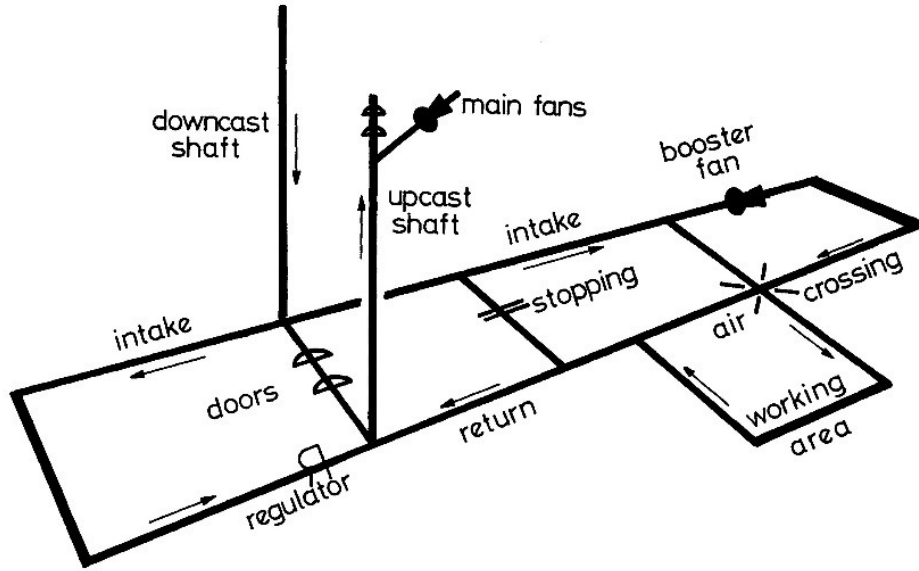 main fans
downcast
shaft
booster
fan
upcast
shaft
intake
stopping
crossing
air
intake
doors
return
working
area
regulator